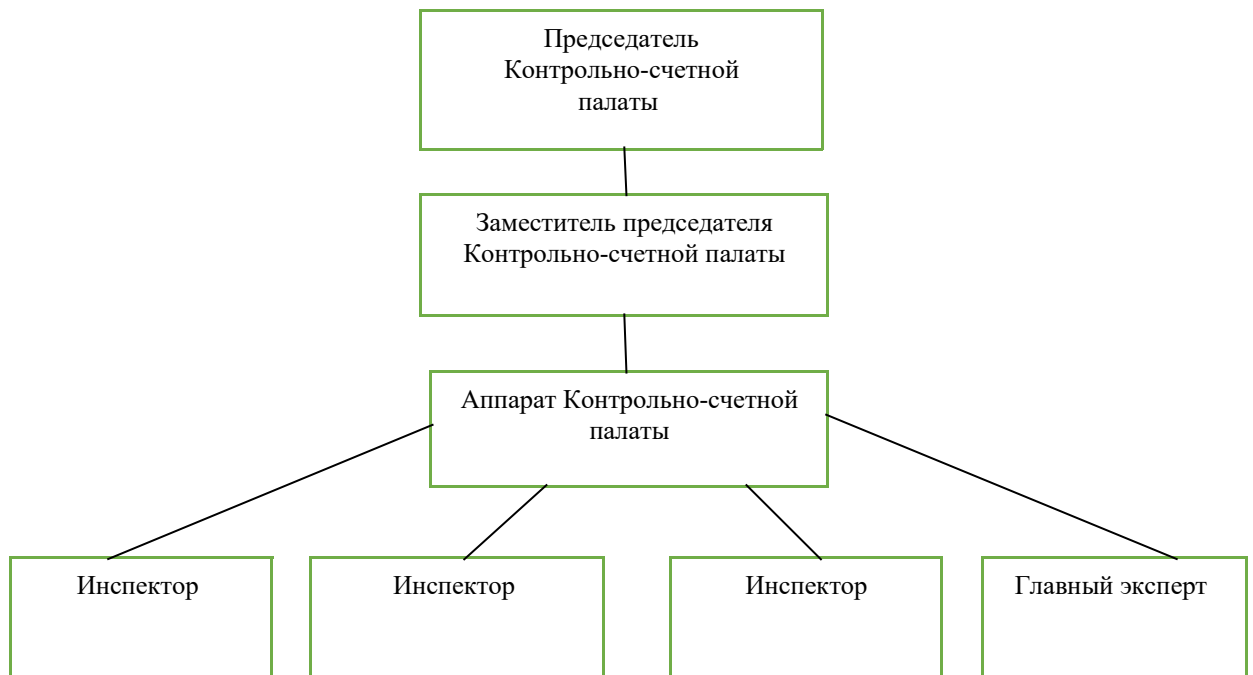 Председатель
Контрольно-счетной
палаты
Заместитель председателя
Контрольно-счетной палаты
Аппарат Контрольно-счетной
палаты
Инспектор
Инспектор
Инспектор
Главный эксперт